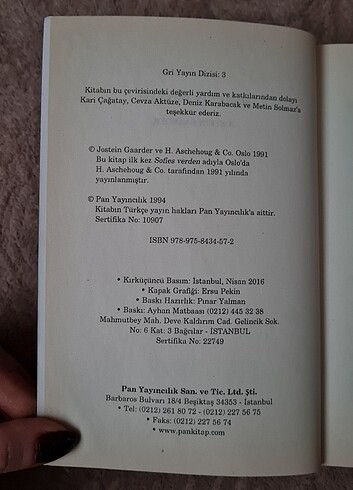 Gri Yayın Dizisi: 3
Kitabın bu çevirisindeki değerli yardım ve katkılarından dolayı
Kari Çağatay, Cevza Aktüze, Deniz Karabacak ve Metin Solmaz'a
teşekkür ederiz.
© Jostein Gaarder ve H. Aschehoug & Co. Oslo 1991
Bu kitap ilk kez Sofies verden adıyla Oslo'da
H. Aschehoug & Co. tarafından 1991 yılında
yayınlanmıştır.
© Pan Yayıncılık 1994
Kitabın Türkçe yayın hakları Pan Yayıncılık'a aittir.
Sertifika No: 10907
ISBN 978-975-8434-57-2
• Kırküçüncü Basım: İstanbul, Nisan 2016
• Kapak Grafiği: Ersu Pekin
• Baskı Hazırlık: Pınar Yalman
• Baskı: Ayhan Matbaası (0212) 445 32 38
Mahmutbey Mah. Deve Kaldırım Cad. Gelincik Sok.
No: 6 Kat: 3 Bağcılar - İSTANBUL
Sertifika No: 22749
Pan Yayıncılık San. ve Tic. Ltd. Şti.
Barbaros Bulvarı 18/4 Beşiktaş 34353 - İstanbul
• Tel: (0212) 261 80 72 - (0212) 227 56 75
• Faks: (0212) 227 56 74
• www.pankitap.com